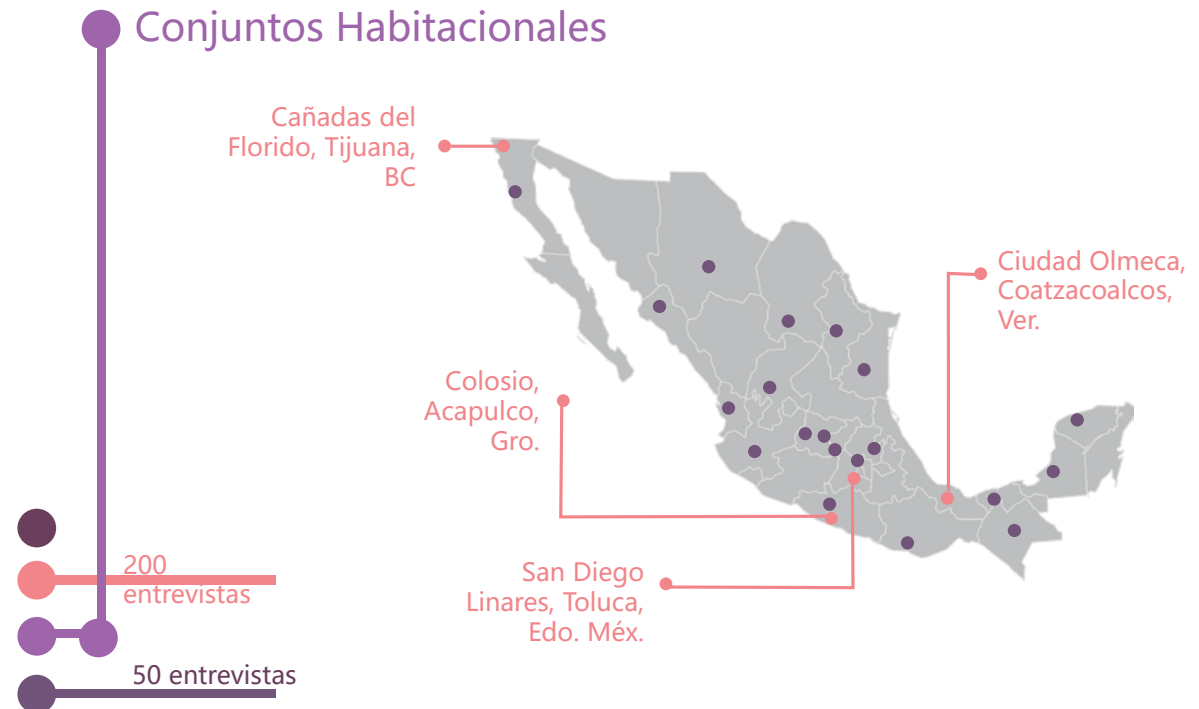 Conjuntos Habitacionales
Cañadas del
Florido, Tijuana,
BC
Ciudad Olmeca,
Coatzacoalcos,
Ver.
Colosio,
Acapulco,
Gro.
San Diego
Linares, Toluca,
Edo. Méx.
200
entrevistas
50 entrevistas